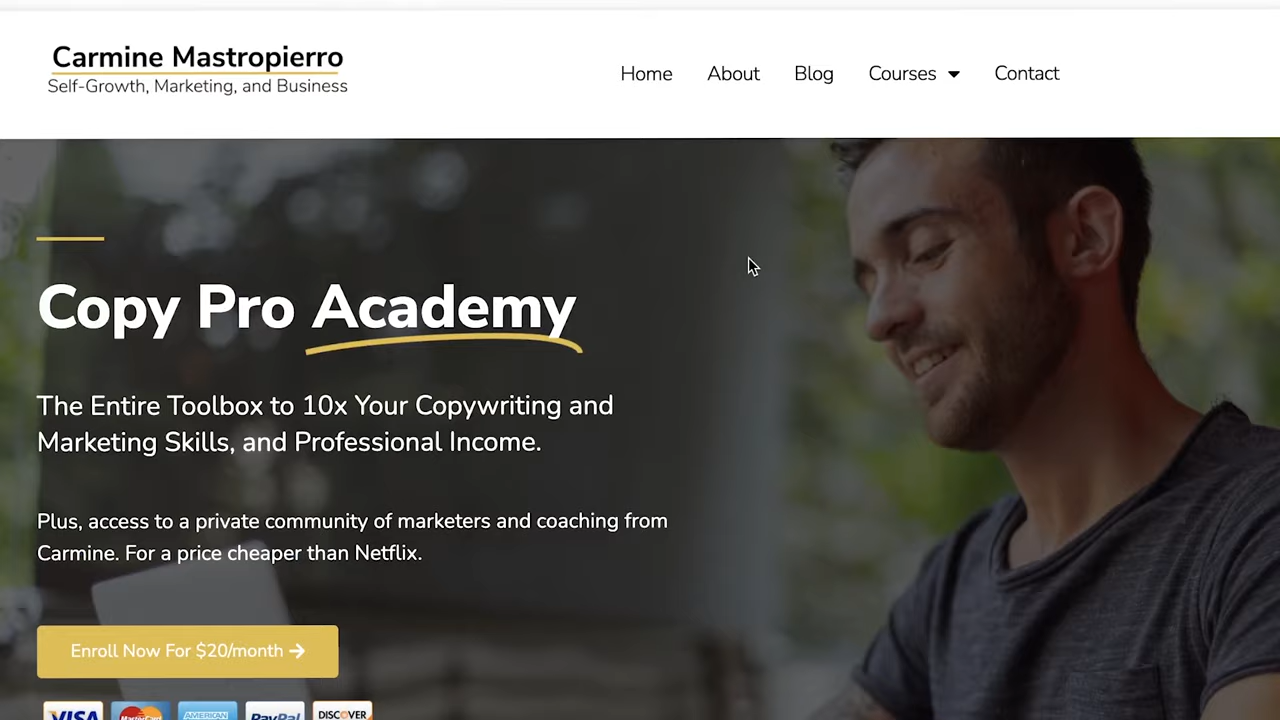 Carmine Mastropierro
Self-Growth, Marketing, and Business
Home About Blog Courses Contact
Copy Pro Academy
The Entire Toolbox to 10x Your Copywriting and
Marketing Skills, and Professional Income.
Plus, access to a private community of marketers and coaching from
Carmine. For a price cheaper than Netflix.
Enroll Now For $20/month
VISA MasterCard AMERICAN PayPal DISCOVER